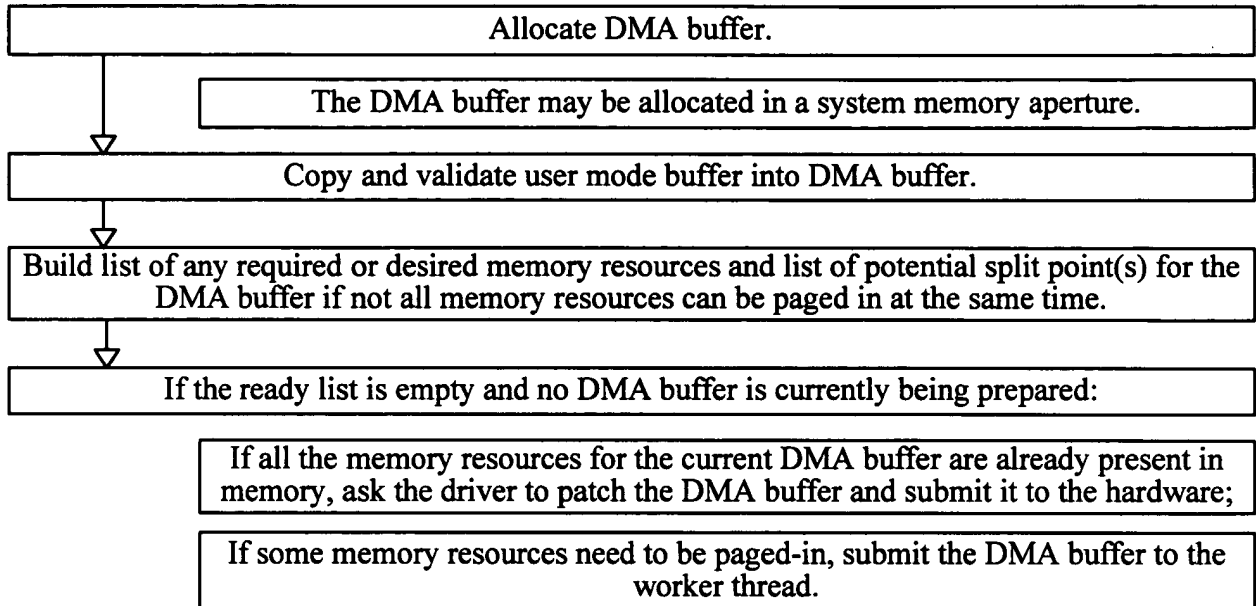 Allocate DMA buffer.
The DMA buffer may be allocated in a system memory aperture.
Copy and validate user mode buffer into DMA buffer.
Build list of any required or desired memory resources and list of potential split point(s) for the
DMA buffer if not all memory resources can be paged in at the same time.
If the ready list is empty and no DMA buffer is currently being prepared:
If all the memory resources for the current DMA buffer are already present in
memory, ask the driver to patch the DMA buffer and submit it to the hardware;
If some memory resources need to be paged-in, submit the DMA buffer to the
worker thread.